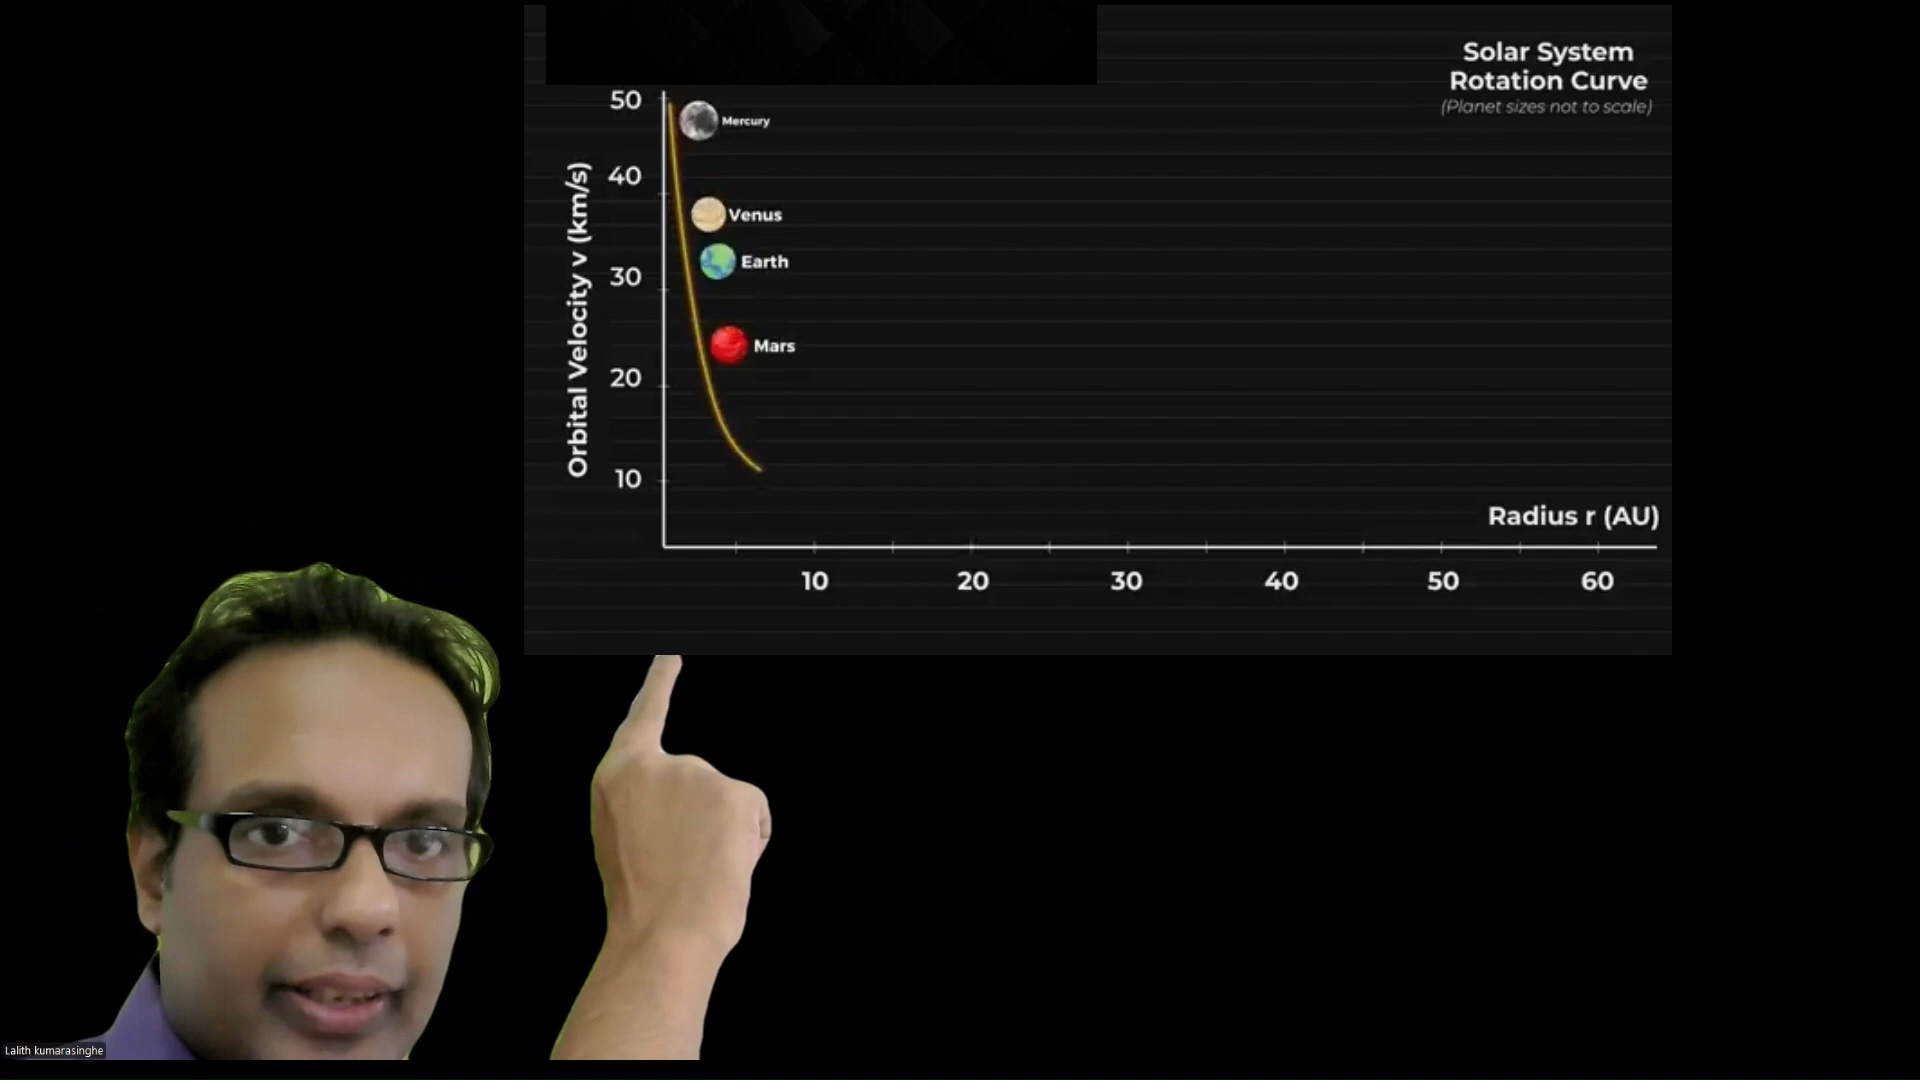 Solar System
Rotation Curve
(Planet sizes not to scale)
50
Mercury
40
Venus
Earth
30
Mars
20
10
Orbital Velocity v (km/s)
Radius r (AU)
10 20 30 40 50 60
Lalith kumarasinghe